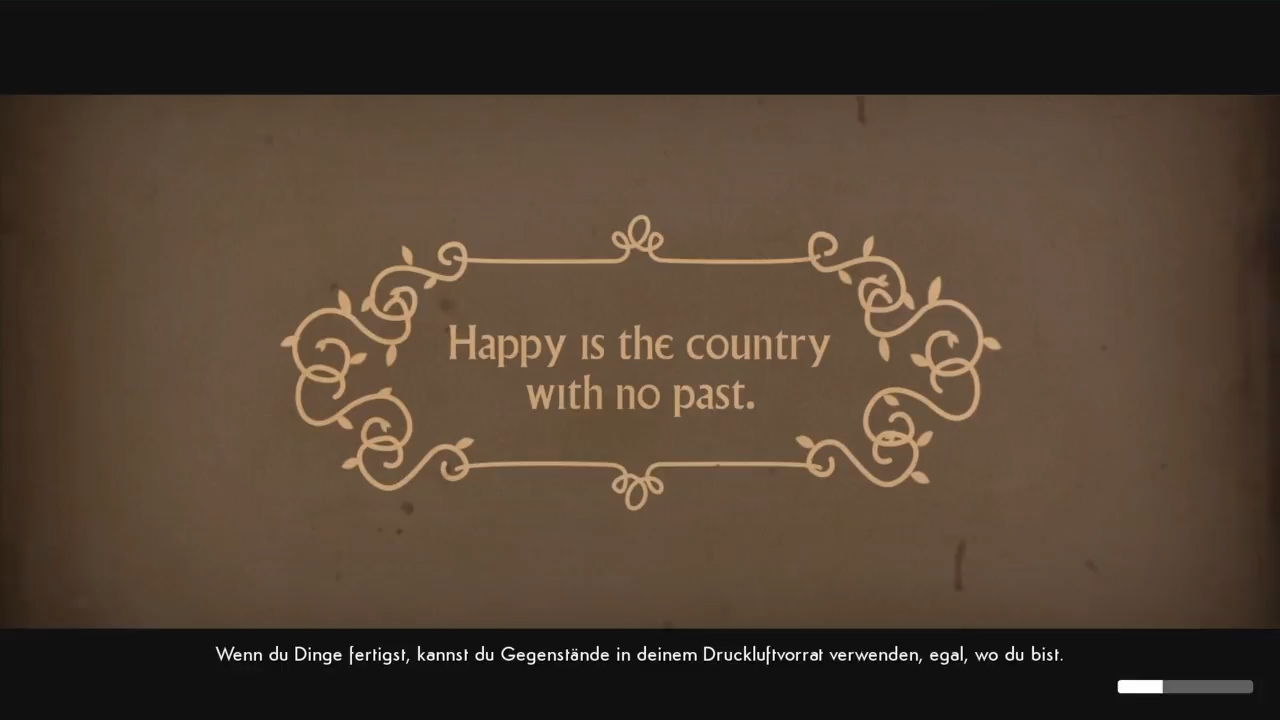 Happy is the country
with no past.
Wenn du Dinge fertigst, kannst du Gegenstände in deinem Druckluftvorrat verwenden, egal, wo du bist.